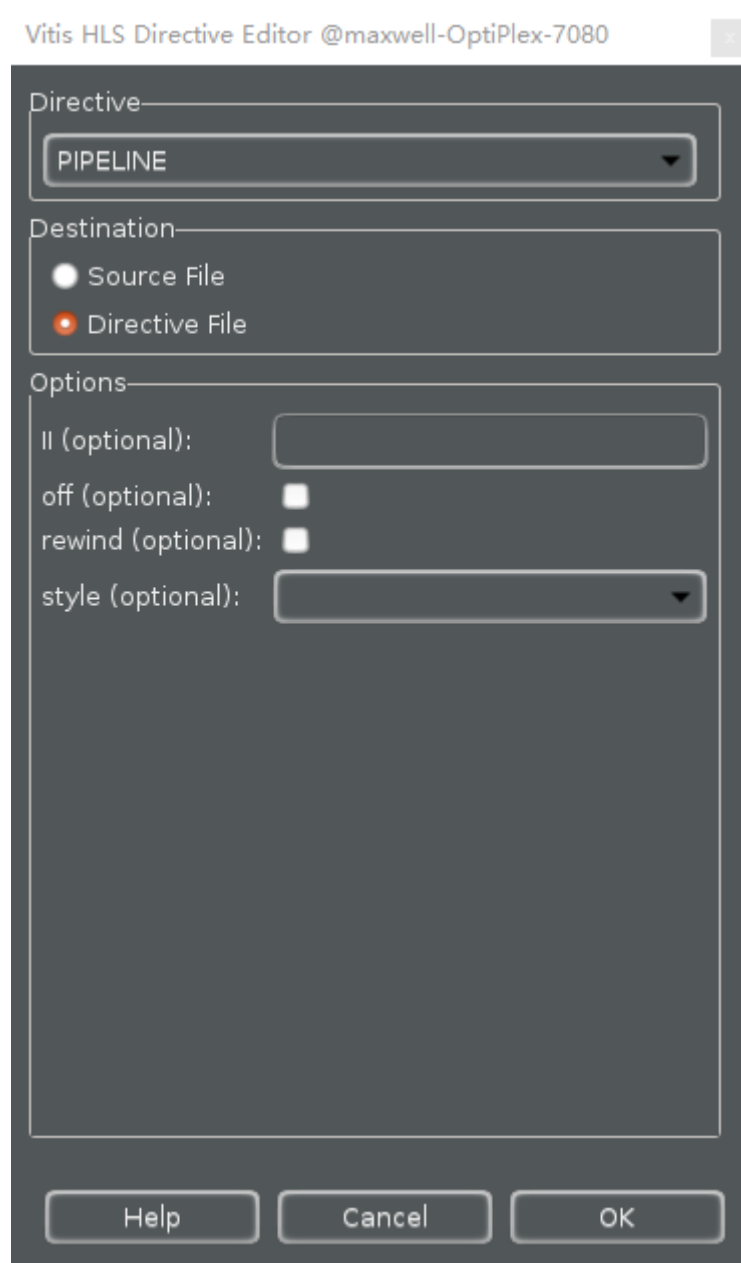 Vitis HLS Directive Editor @maxwell-OptiPlex-7080
x
Directive
PIPELINE
Destination
Source File
Directive File
Options
II (optional):
off (optional):
rewind (optional):
style (optional):
Help Cancel OK